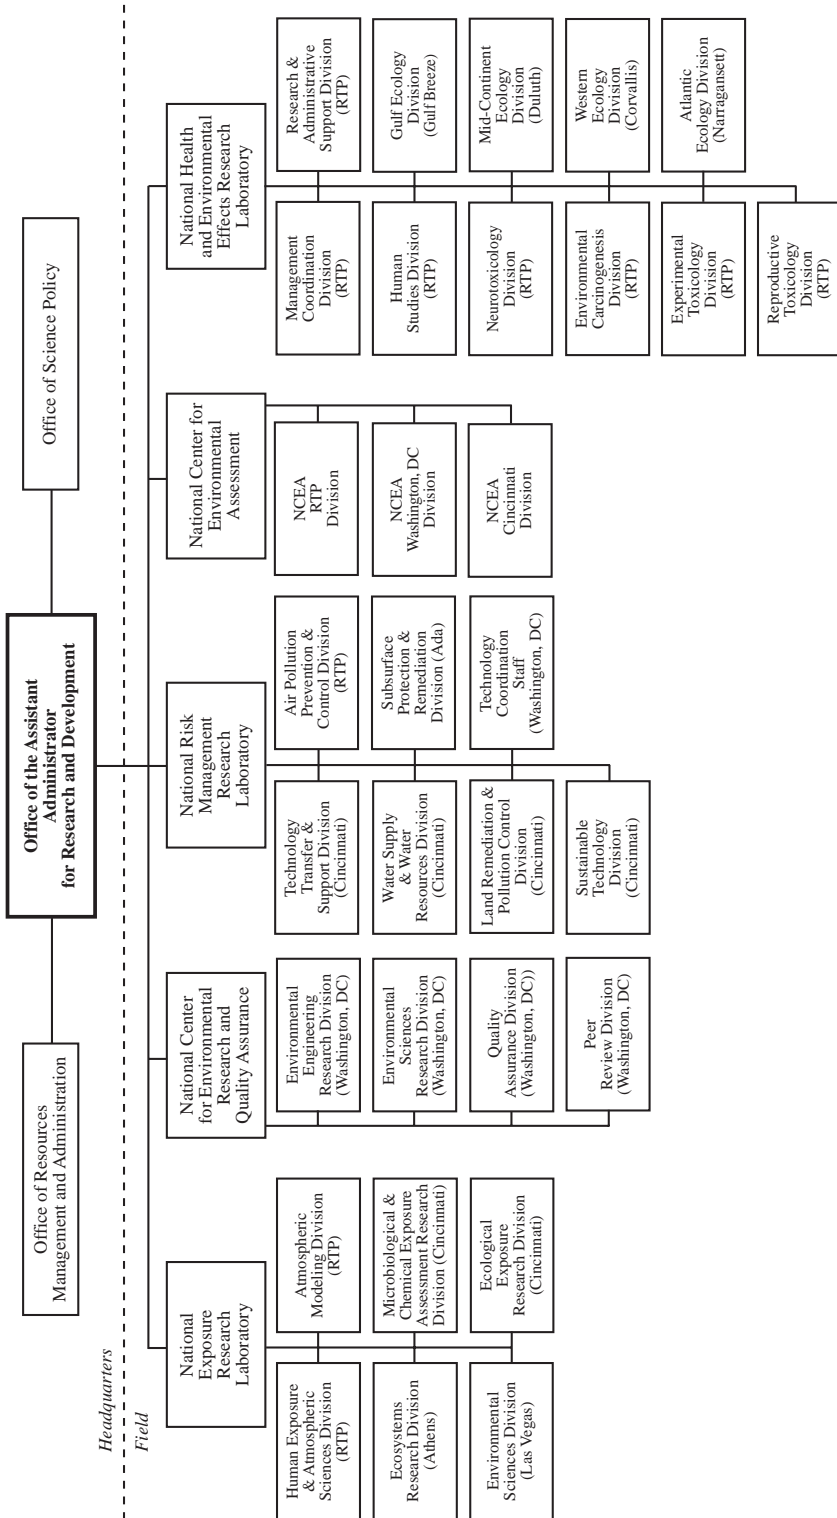 Office of the Assistant
Administrator
for Research and Development
Office of Resources
Management and Administration
Office of Science Policy
Headquarters
Field
National
Exposure
Research
Laboratory
Human Exposure
& Atmospheric
Sciences Division
(RTP)
Atmospheric
Modeling Division
(RTP)
Ecosystems
Research Division
(Athens)
Microbiological &
Chemical Exposure
Assessment Research
Division (Cincinnati)
Environmental
Sciences Division
(Las Vegas)
Ecological
Exposure
Research Division
(Cincinnati)
National Center
for Environmental
Research and
Quality Assurance
Environmental
Engineering
Research Division
(Washington, DC)
Environmental
Sciences
Research Division
(Washington, DC)
Quality
Assurance Division
(Washington, DC))
Peer
Review Division
(Washington, DC)
National Risk
Management
Research
Laboratory
Technology
Transfer &
Support Division
(Cincinnati)
Air Pollution
Prevention &
Control Division
(RTP)
Water Supply
& Water
Resources Division
(Cincinnati)
Subsurface
Protection &
Remediation
Division (Ada)
Land Remediation &
Pollution Control
Division
(Cincinnati)
Technology
Coordination
Staff
(Washington, DC)
Sustainable
Technology
Division
(Cincinnati)
National Center for
Environmental
Assessment
NCEA
RTP
Division
NCEA
Washington, DC
Division
NCEA
Cincinnati
Division
National Health
and Environmental
Effects Research
Laboratory
Management
Coordination
Division
(RTP)
Research &
Administrative
Support Division
(RTP)
Human
Studies Division
(RTP)
Gulf Ecology
Division
(Gulf Breeze)
Neurotoxicology
Division
(RTP)
Mid-Continent
Ecology
Division
(Duluth)
Environmental
Carcinogenesis
Division
(RTP)
Western
Ecology
Division
(Corvallis)
Experimental
Toxicology
Division
(RTP)
Atlantic
Ecology Division
(Narragansett)
Reproductive
Toxicology
Division
(RTP)